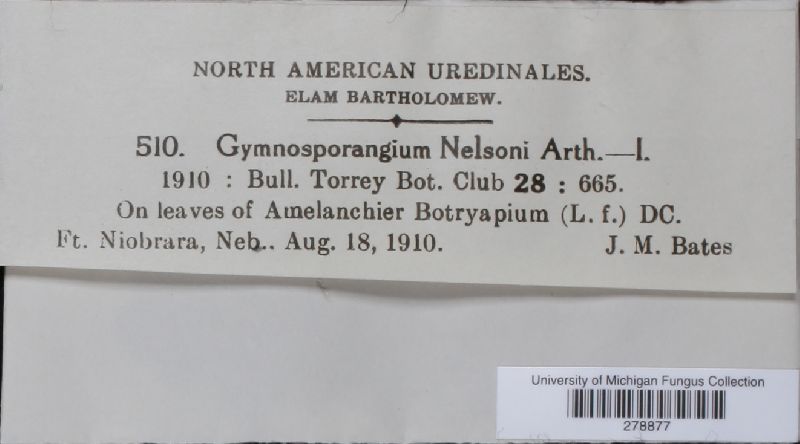 NORTH AMERICAN UREDINALES.
ELAM BARTHOLOMEW.
510. Gymnosporangium Nelsoni Arth.—I.
1910 : Bull. Torrey Bot. Club 28 : 665.
On leaves of Amelanchier Botryapium (L. f.) DC.
Ft. Niobrara, Neb.. Aug. 18, 1910. J. M. Bates
University of Michigan Fungus Collection
278877